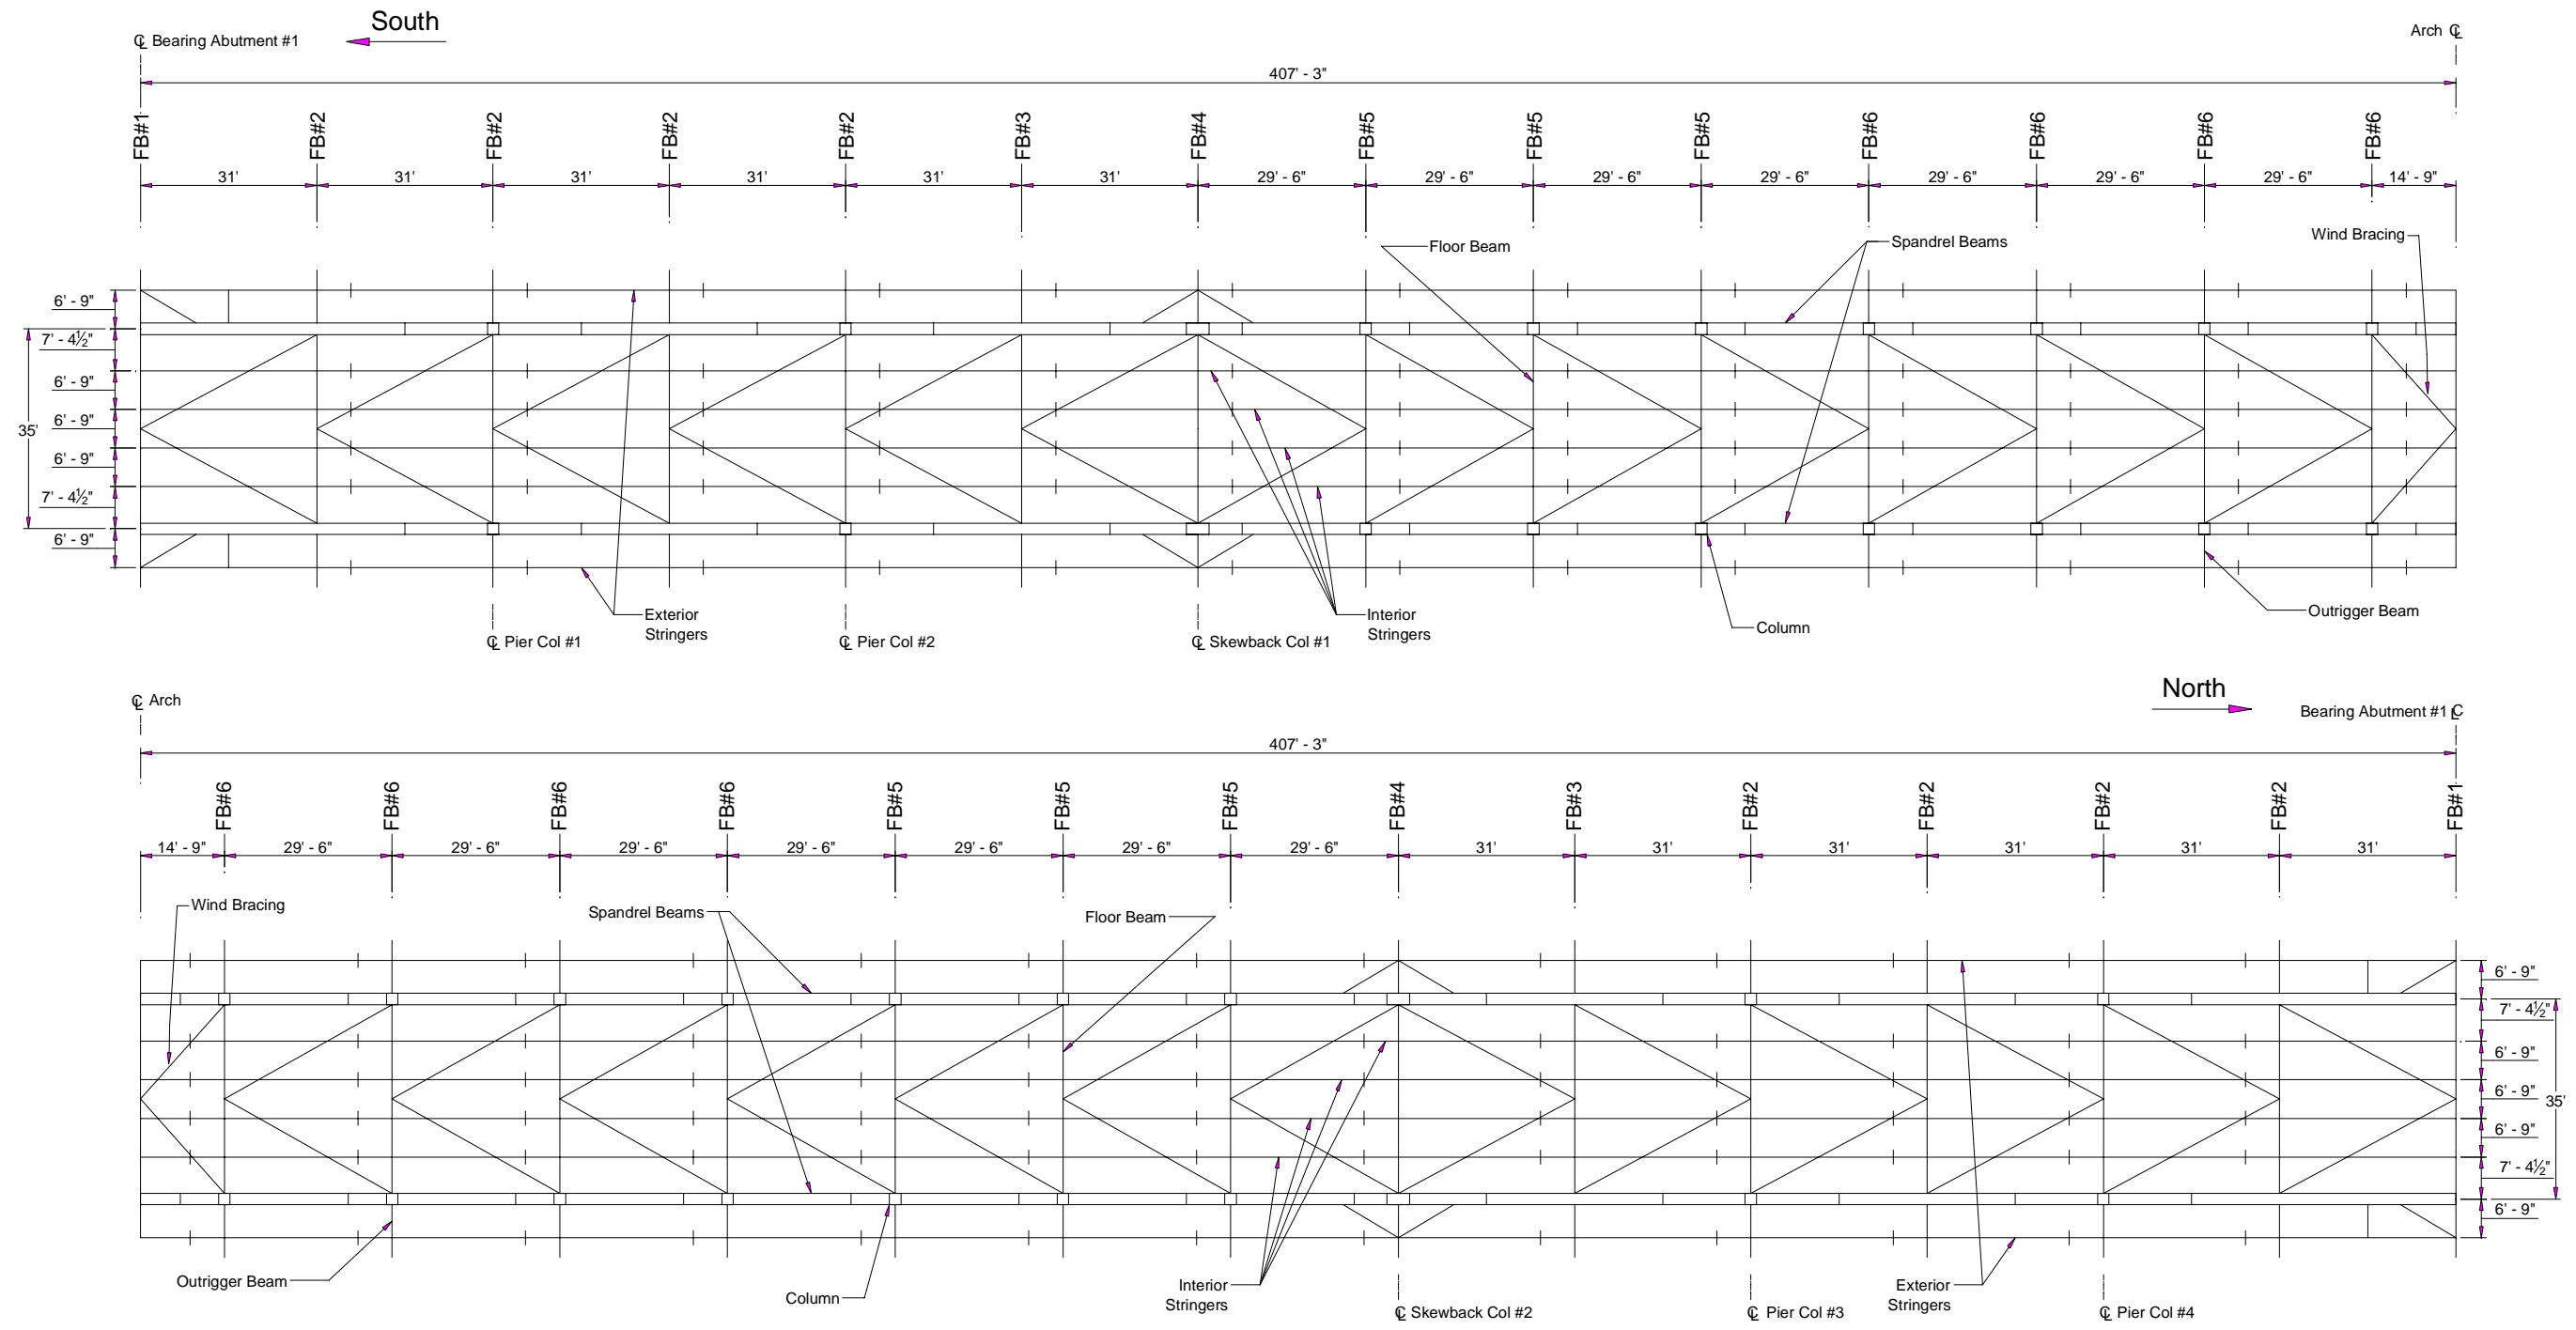 South
℄ Bearing Abutment #1
Arch ℄
407' - 3"
FB#1 FB#2 FB#2 FB#2 FB#2 FB#3 FB#4 FB#5 FB#5 FB#5 FB#6 FB#6 FB#6 FB#6
31' 31' 31' 31' 31' 31' 29' - 6" 29' - 6" 29' - 6" 29' - 6" 29' - 6" 29' - 6" 29' - 6" 14' - 9"
Floor Beam
Spandrel Beams
Wind Bracing
6' - 9"
7' - 4½"
6' - 9"
6' - 9"
35'
6' - 9"
7' - 4½"
6' - 9"
Exterior
Stringers
Interior
Stringers
Column
Outrigger Beam
℄ Pier Col #1
℄ Pier Col #2
℄ Skewback Col #1
℄ Arch
North
Bearing Abutment #1 ℄
407' - 3"
FB#6 FB#6 FB#6 FB#6 FB#5 FB#5 FB#5 FB#4 FB#3 FB#2 FB#2 FB#2 FB#2 FB#1
14' - 9" 29' - 6" 29' - 6" 29' - 6" 29' - 6" 29' - 6" 29' - 6" 29' - 6" 31' 31' 31' 31' 31' 31'
Wind Bracing
Spandrel Beams
Floor Beam
6' - 9"
7' - 4½"
6' - 9"
6' - 9"
35'
6' - 9"
7' - 4½"
6' - 9"
Outrigger Beam
Column
Interior
Stringers
Exterior
Stringers
℄ Skewback Col #2
℄ Pier Col #3
℄ Pier Col #4